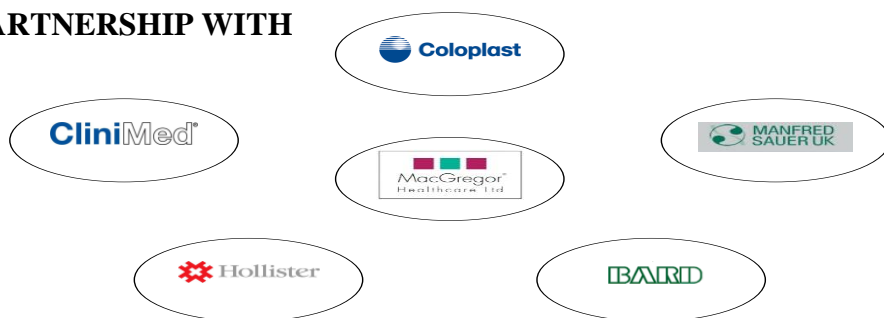 ARTNERSHIP WITH
Coloplast
CliniMed®
MANFRED
SAUER UK
MacGregor®
Healthcare Ltd
Hollister
BARD